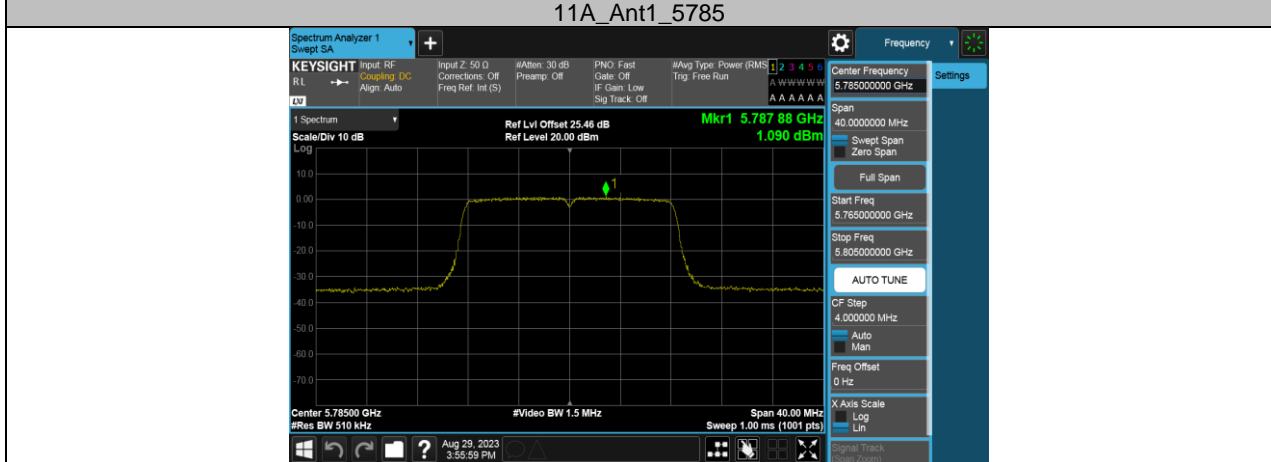 11A_Ant1_5785
Spectrum Analyzer 1
Swept SA
+
Frequency
KEYSIGHT
RL
LXI
Input: RF
Coupling: DC
Align: Auto
Input Z: 50 Ω
Corrections: Off
Freq Ref: Int (S)
#Atten: 30 dB
Preamp: Off
PNO: Fast
Gate: Off
IF Gain: Low
Sig Track: Off
#Avg Type: Power (RMS
Trig: Free Run
1 2 3 4 5 6
A W W W W W
A A A A A A
1 Spectrum
Scale/Div 10 dB
Ref Lvl Offset 25.46 dB
Ref Level 20.00 dBm
Mkr1 5.787 88 GHz
1.090 dBm
Log
10.0
0.00
-10.0
-20.0
-30.0
-40.0
-50.0
-60.0
-70.0
1
Center 5.78500 GHz
#Res BW 510 kHz
#Video BW 1.5 MHz
Span 40.00 MHz
Sweep 1.00 ms (1001 pts)
?
Aug 29, 2023
3:55:59 PM
Center Frequency
5.785000000 GHz
Span
40.0000000 MHz
Swept Span
Zero Span
Full Span
Start Freq
5.765000000 GHz
Stop Freq
5.805000000 GHz
AUTO TUNE
CF Step
4.000000 MHz
Auto
Man
Freq Offset
0 Hz
X Axis Scale
Log
Lin
Signal Track
(Span Zoom)
Settings